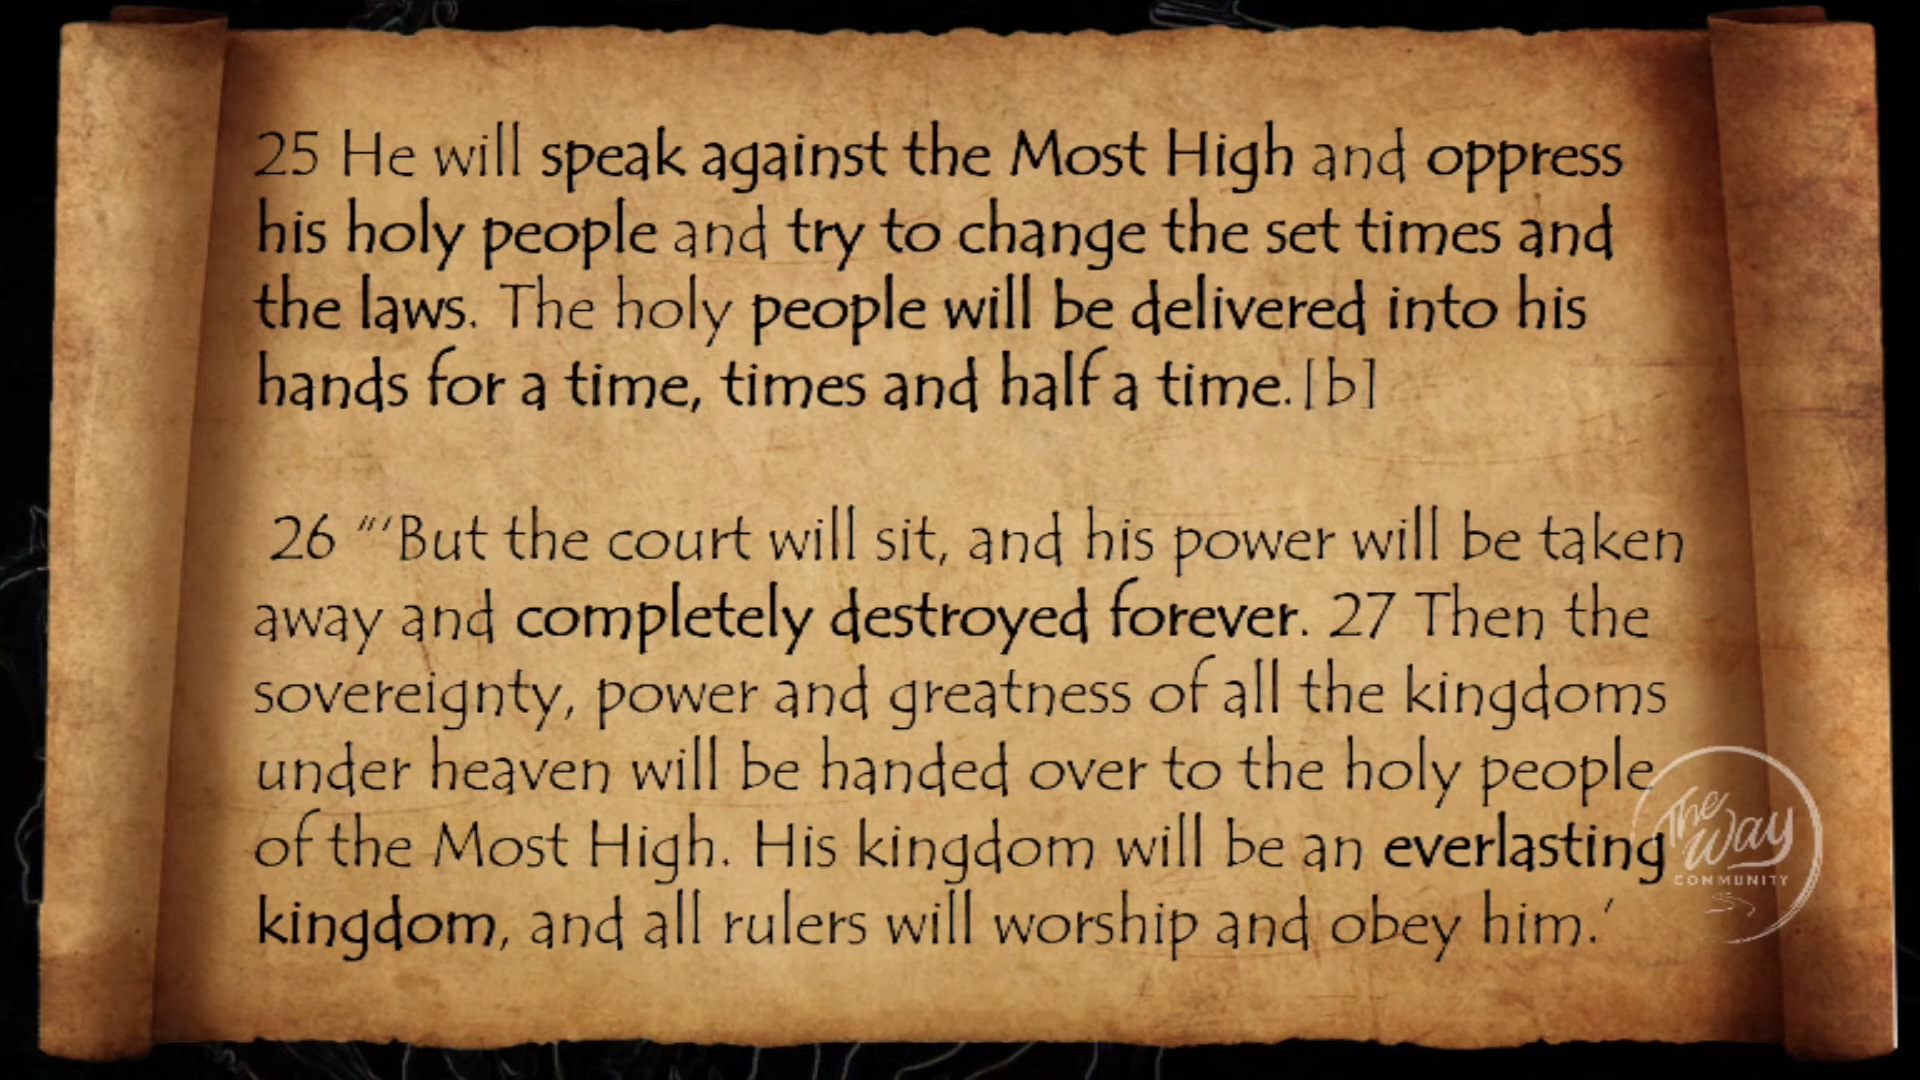 25 He will speak against the Most High and oppress
his holy people and try to change the set times and
the laws. The holy people will be delivered into his
hands for a time, times and half a time.[b]
26 “‘But the court will sit, and his power will be taken
away and completely destroyed forever. 27 Then the
sovereignty, power and greatness of all the kingdoms
under heaven will be handed over to the holy people
of the Most High. His kingdom will be an everlasting
kingdom, and all rulers will worship and obey him.’
The
Way
COMMUNITY